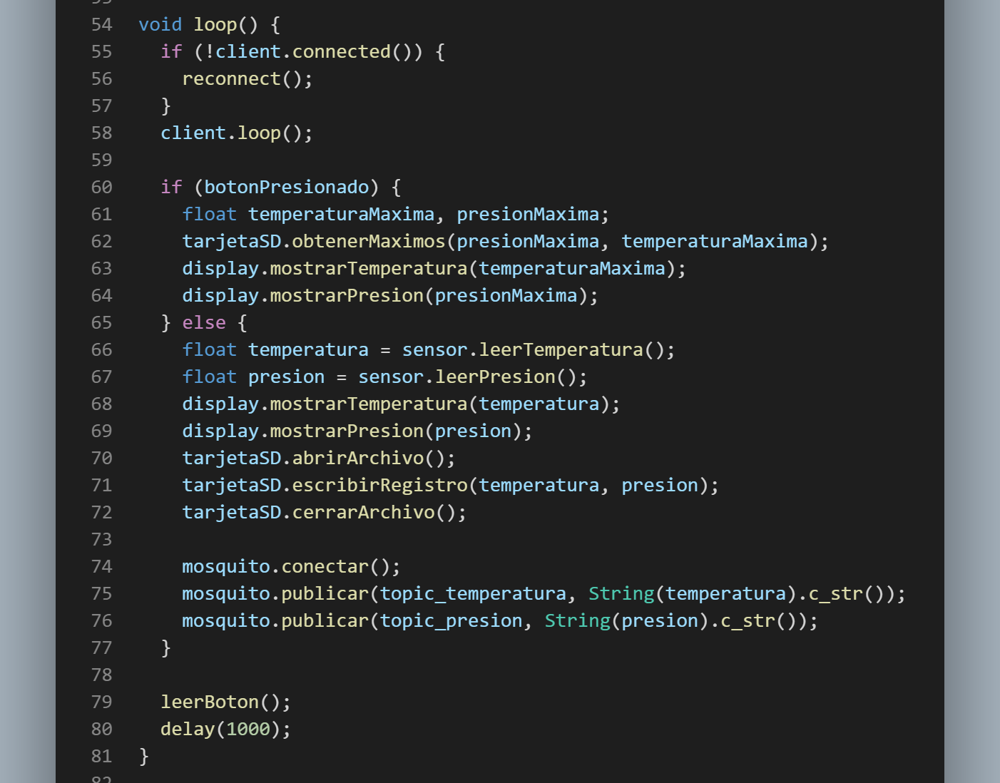 54 void loop() {
55 if (!client.connected()) {
56 reconnect();
57 }
58 client.loop();
59
60 if (botonPresionado) {
61 float temperaturaMaxima, presionMaxima;
62 tarjetaSD.obtenerMaximos(presionMaxima, temperaturaMaxima);
63 display.mostrarTemperatura(temperaturaMaxima);
64 display.mostrarPresion(presionMaxima);
65 } else {
66 float temperatura = sensor.leerTemperatura();
67 float presion = sensor.leerPresion();
68 display.mostrarTemperatura(temperatura);
69 display.mostrarPresion(presion);
70 tarjetaSD.abrirArchivo();
71 tarjetaSD.escribirRegistro(temperatura, presion);
72 tarjetaSD.cerrarArchivo();
73
74 mosquito.conectar();
75 mosquito.publicar(topic_temperatura, String(temperatura).c_str());
76 mosquito.publicar(topic_presion, String(presion).c_str());
77 }
78
79 leerBoton();
80 delay(1000);
81 }